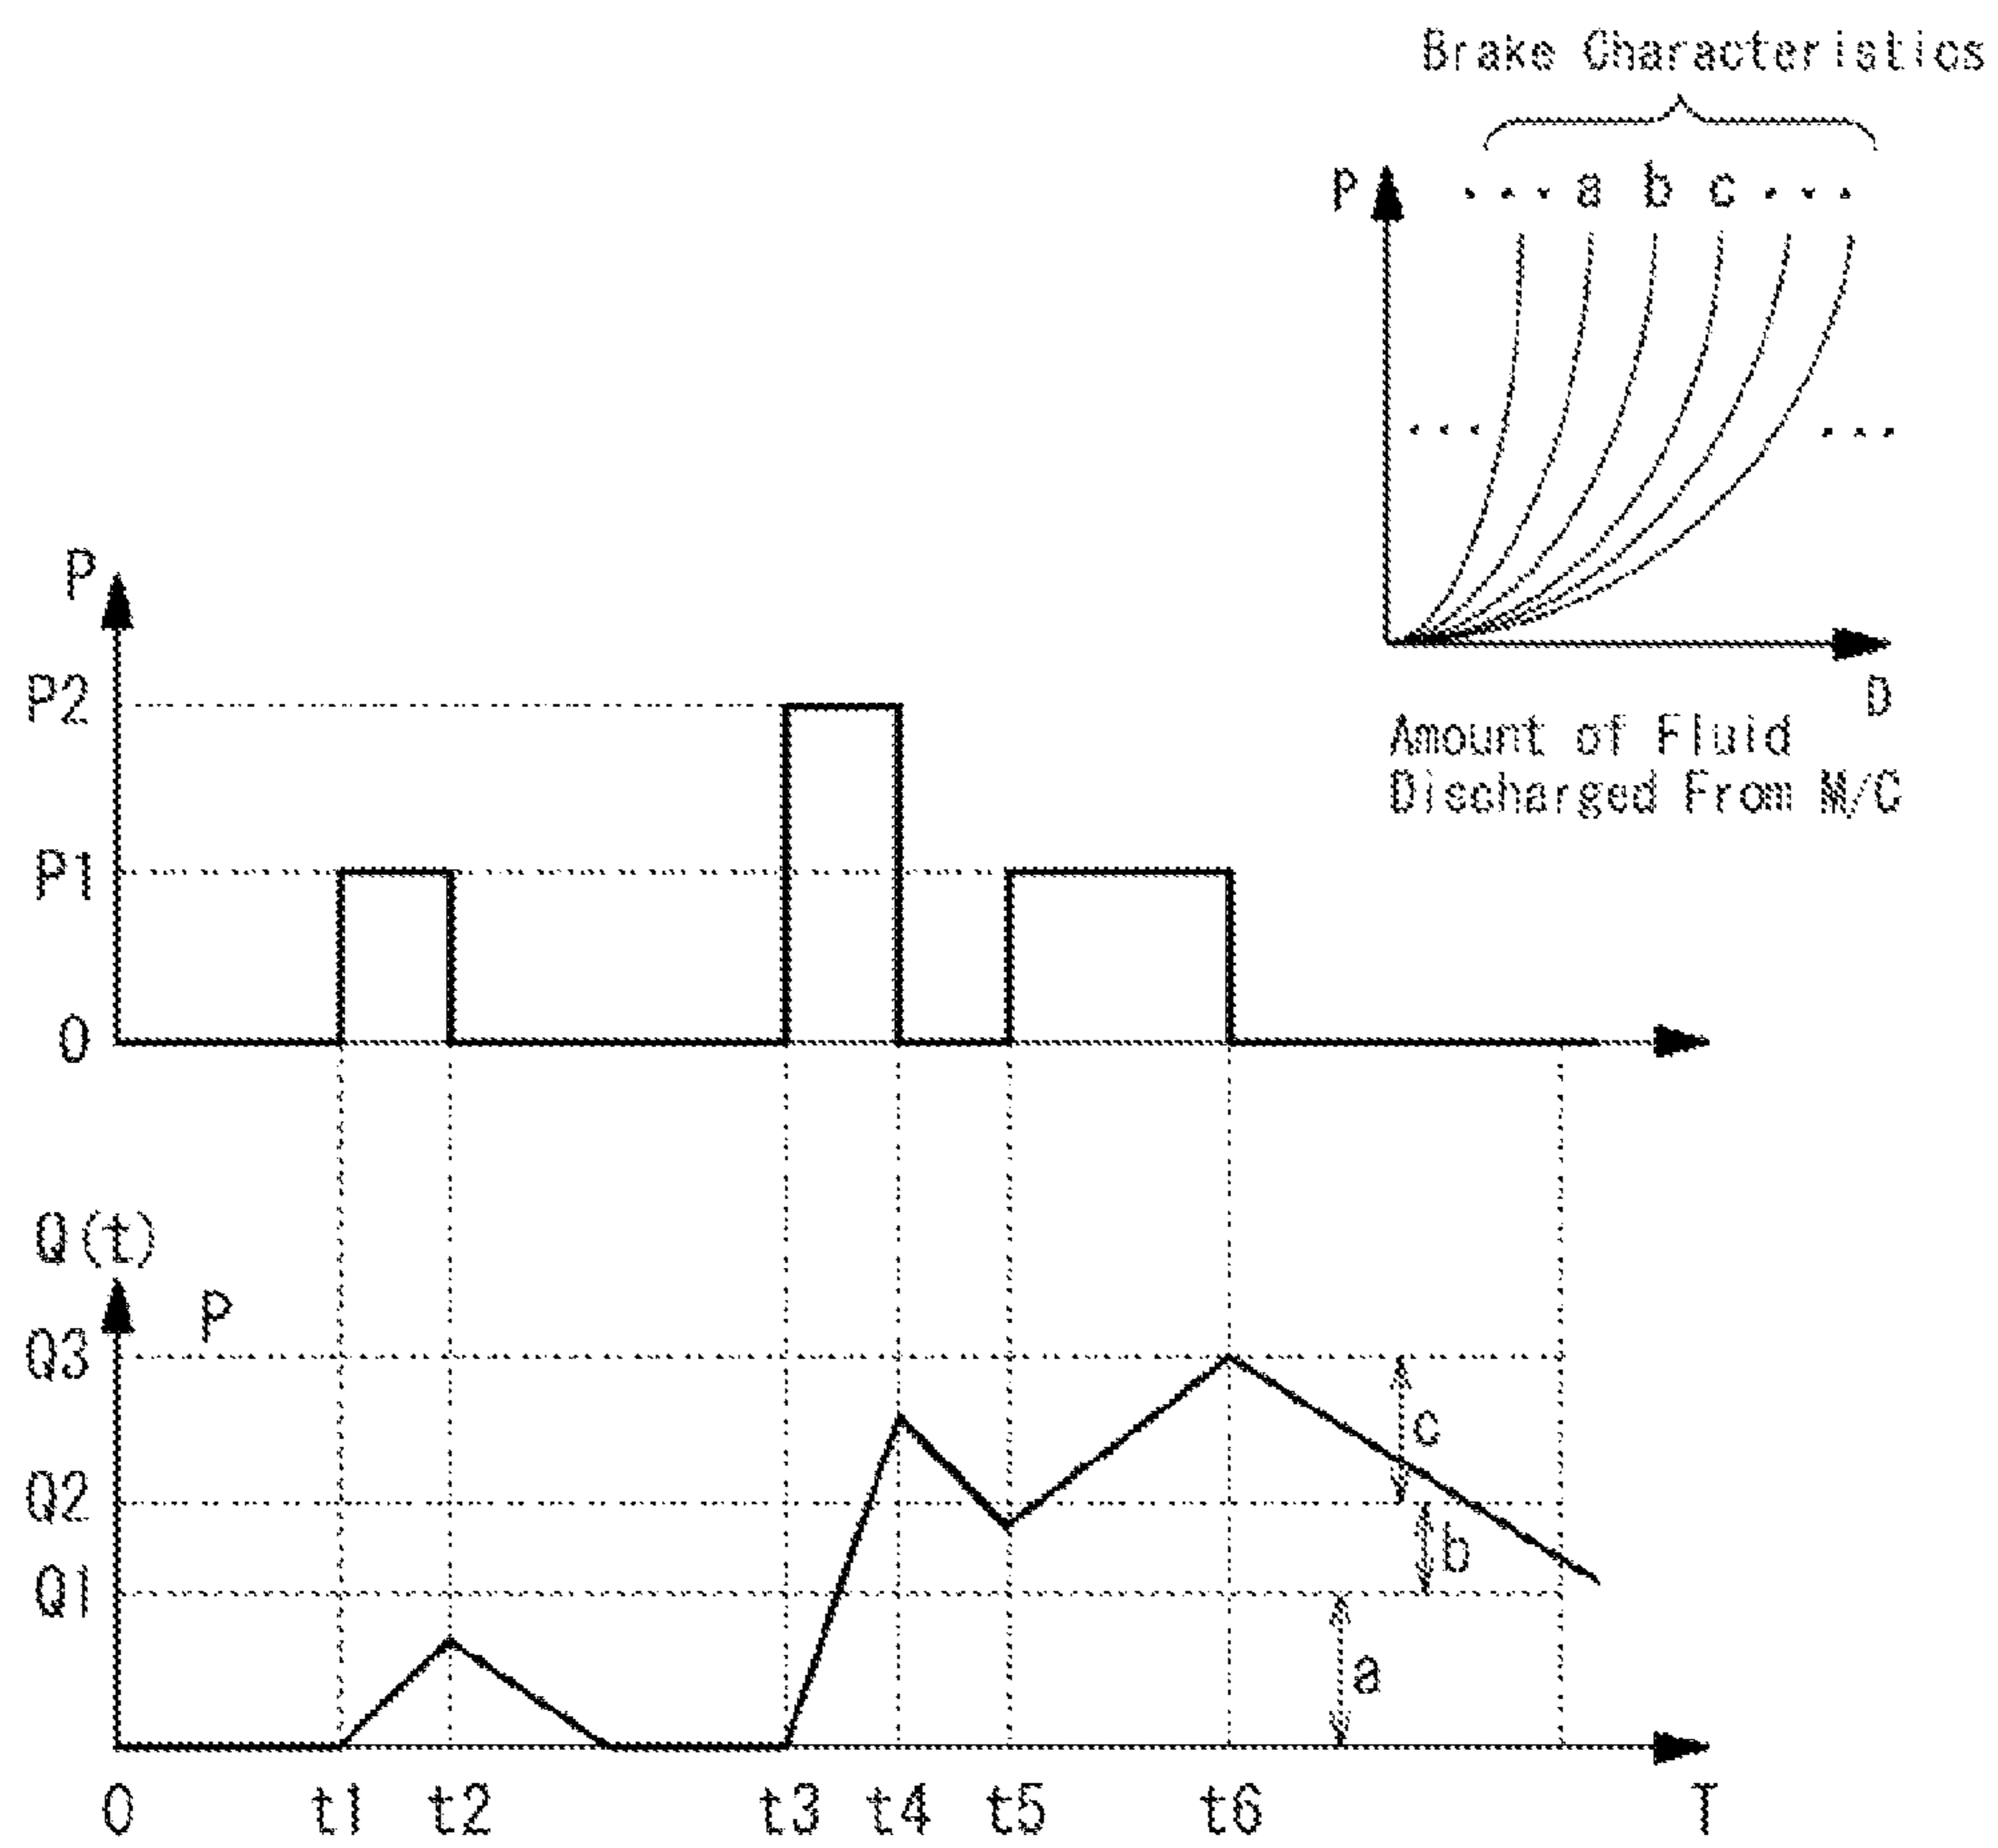 Brake Characteristics
P ... a b c ...
... ...
D
Amount of Fluid
Discharged From M/C
P
P2
P1
0
Q(t)
P
Q3
c
Q2
b
Q1
a
0 t1 t2 t3 t4 t5 t6 T